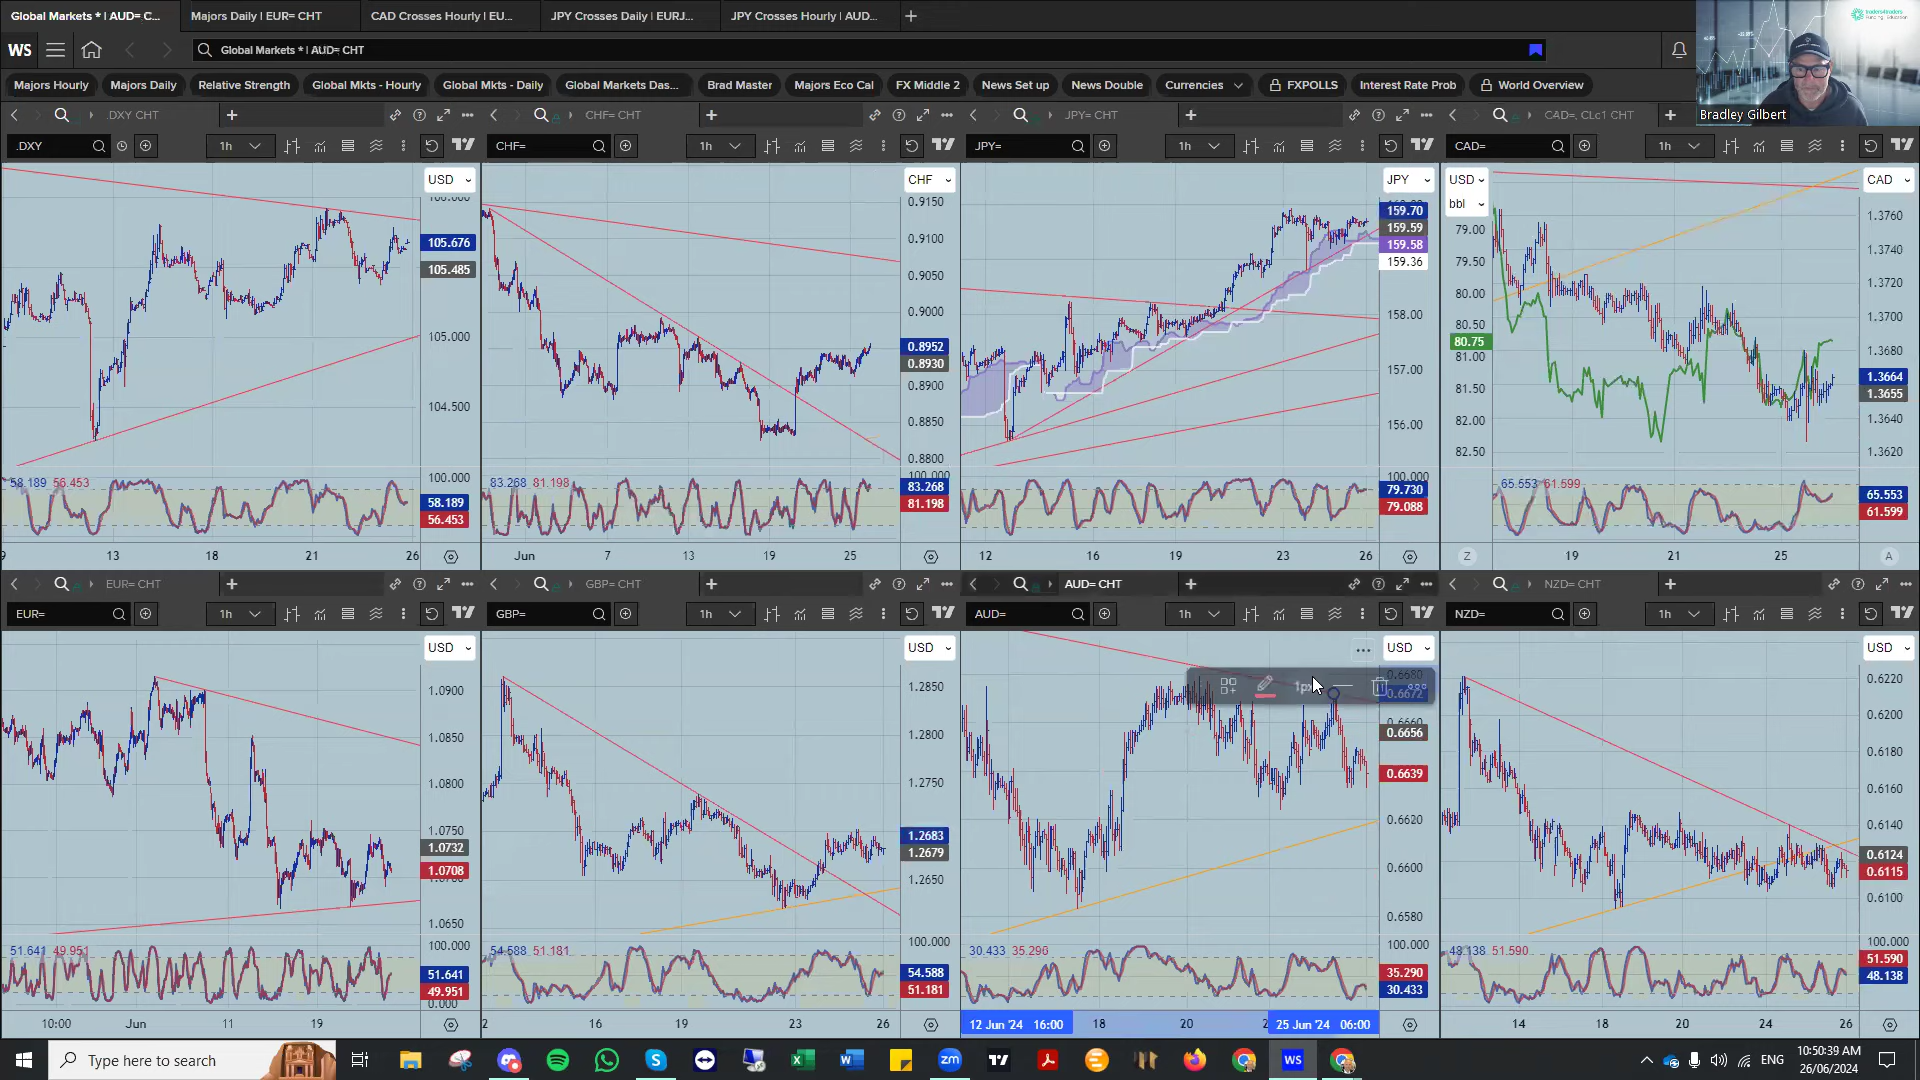 Global Markets * | AUD= C...
Majors Daily | EUR= CHT
CAD Crosses Hourly | EU...
JPY Crosses Daily | EURJ...
JPY Crosses Hourly | AUD...
WS
Global Markets * | AUD= CHT
traders4traders
Funding. Education
Bradley Gilbert
Majors Hourly
Majors Daily
Relative Strength
Global Mkts - Hourly
Global Mkts - Daily
Global Markets Das...
Brad Master
Majors Eco Cal
FX Middle 2
News Set up
News Double
Currencies
FXPOLLS
Interest Rate Prob
World Overview
.DXY CHT
CHF= CHT
JPY= CHT
CAD=, CLc1 CHT
.DXY
1h
CHF=
1h
JPY=
1h
CAD=
1h
USD
105.676
105.485
105.000
104.500
58.189 56.453
100.000
58.189
56.453
13
18
21
26
CHF
0.9150
0.9100
0.9050
0.9000
0.8952
0.8930
0.8900
0.8850
0.8800
83.268 81.198
100.000
83.268
81.198
Jun
7
13
19
25
JPY
159.70
159.59
159.58
159.36
158.00
157.00
156.00
100.000
79.730
79.088
12
16
19
23
26
USD
bbl
79.00
79.50
80.00
80.50
80.75
81.00
81.50
82.00
82.50
CAD
1.3760
1.3740
1.3720
1.3700
1.3680
1.3664
1.3655
1.3640
1.3620
65.553 61.599
65.553
61.599
Z
19
21
25
A
EUR= CHT
GBP= CHT
AUD= CHT
NZD= CHT
EUR=
1h
GBP=
1h
AUD=
1h
NZD=
1h
USD
1.0900
1.0850
1.0800
1.0750
1.0732
1.0708
1.0650
51.641 49.951
100.000
51.641
49.951
0.000
10:00
Jun
11
19
USD
1.2850
1.2800
1.2750
1.2683
1.2679
1.2650
54.588 51.181
100.000
54.588
51.181
2
16
19
23
26
USD
0.6680
0.6672
0.6660
0.6656
0.6639
0.6620
0.6600
0.6580
30.433 35.290
100.000
35.290
30.433
12 Jun '24 16:00
18
20
25 Jun '24 06:00
USD
0.6220
0.6200
0.6180
0.6160
0.6140
0.6124
0.6115
0.6100
48.138 51.590
100.000
51.590
48.138
14
18
20
24
26
Type here to search
WS
ENG
10:50:39 AM
26/06/2024